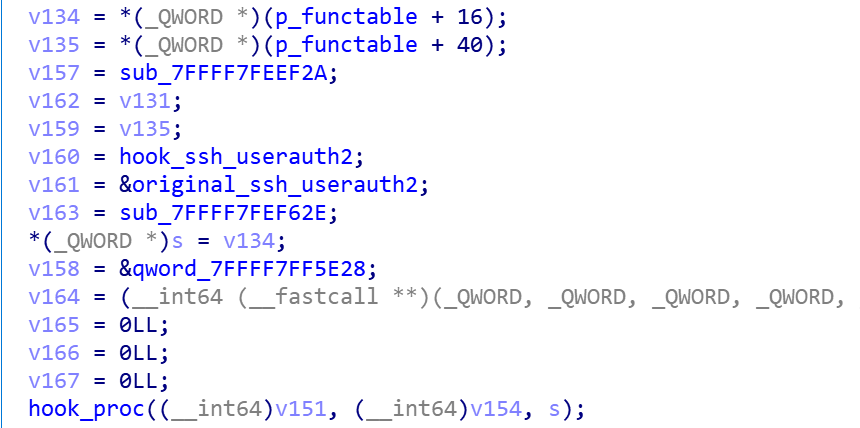 v134 = *(_QWORD *)(p_functable + 16);
v135 = *(_QWORD *)(p_functable + 40);
v157 = sub_7FFFF7FEEF2A;
v162 = v131;
v159 = v135;
v160 = hook_ssh_userauth2;
v161 = &original_ssh_userauth2;
v163 = sub_7FFFF7FEF62E;
*(_QWORD *)s = v134;
v158 = &qword_7FFFF7FF5E28;
v164 = (__int64 (__fastcall **)(_QWORD, _QWORD, _QWORD, _QWORD,
v165 = 0LL;
v166 = 0LL;
v167 = 0LL;
hook_proc((__int64)v151, (__int64)v154, s);